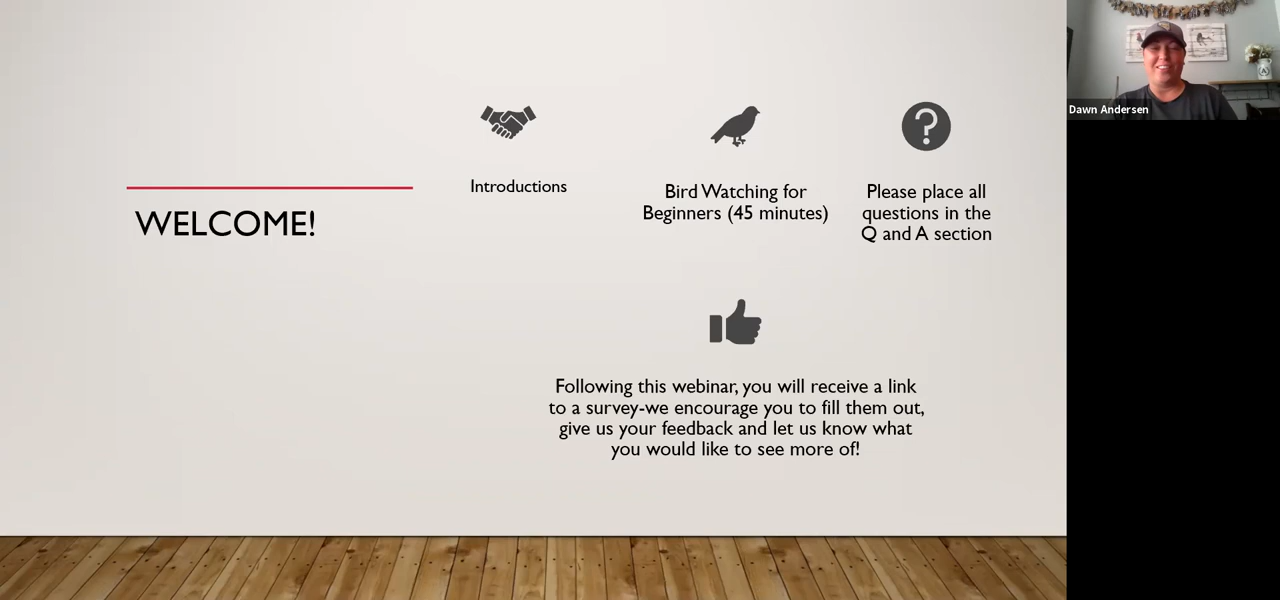 WELCOME!
Introductions
Bird Watching for
Beginners (45 minutes)
Please place all
questions in the
Q and A section
Following this webinar, you will receive a link
to a survey-we encourage you to fill them out,
give us your feedback and let us know what
you would like to see more of!
Dawn Andersen